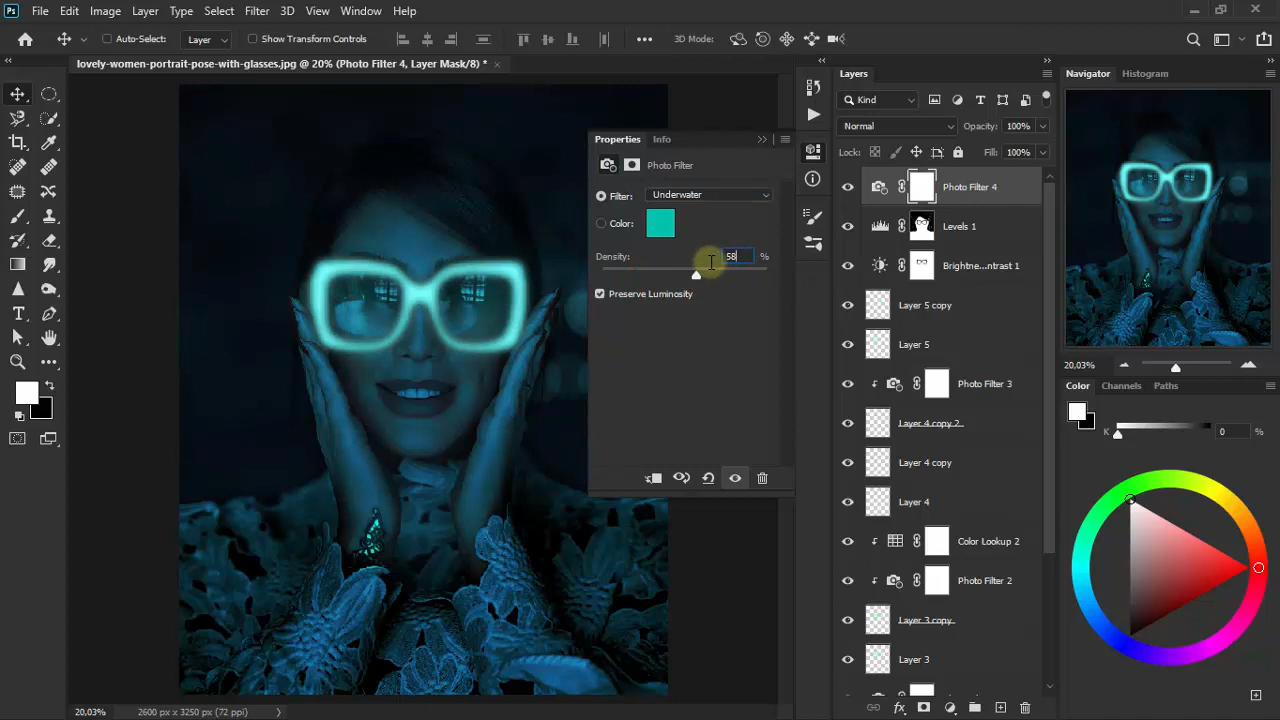 Ps File Edit Image Layer Type Select Filter 3D View Window Help
Auto-Select: Layer Show Transform Controls 3D Mode:
lovely-women-portrait-pose-with-glasses.jpg @ 20% (Photo Filter 4, Layer Mask/8) *
Properties Info
Photo Filter
Filter: Underwater
Color:
Density: 58 %
Preserve Luminosity
Layers
Kind
Normal Opacity: 100%
Lock: Fill: 100%
Photo Filter 4
Levels 1
Brightne...ntrast 1
Layer 5 copy
Layer 5
Photo Filter 3
Layer 4 copy 2
Layer 4 copy
Layer 4
Color Lookup 2
Photo Filter 2
Layer 3 copy
Layer 3
Navigator Histogram
20,03%
Color Channels Paths
K 0 %
20,03% 2600 px x 3250 px (72 ppi)